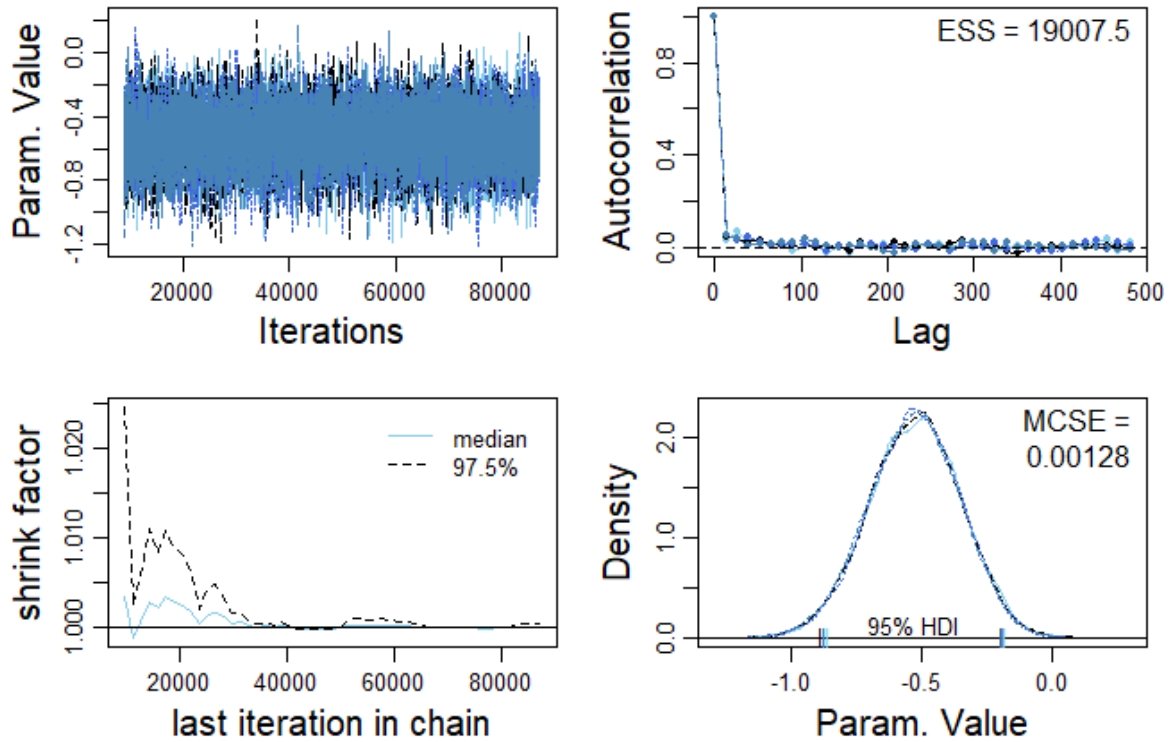 Param. Value
0.0
-0.4
-0.8
-1.2
20000 40000 60000 80000
Iterations
Autocorrelation
0.8
0.4
0.0
ESS = 19007.5
0 100 200 300 400 500
Lag
shrink factor
1.020
1.010
1.000
median
97.5%
20000 40000 60000 80000
last iteration in chain
Density
2.0
1.0
0.0
MCSE =
0.00128
95% HDI
-1.0 -0.5 0.0
Param. Value